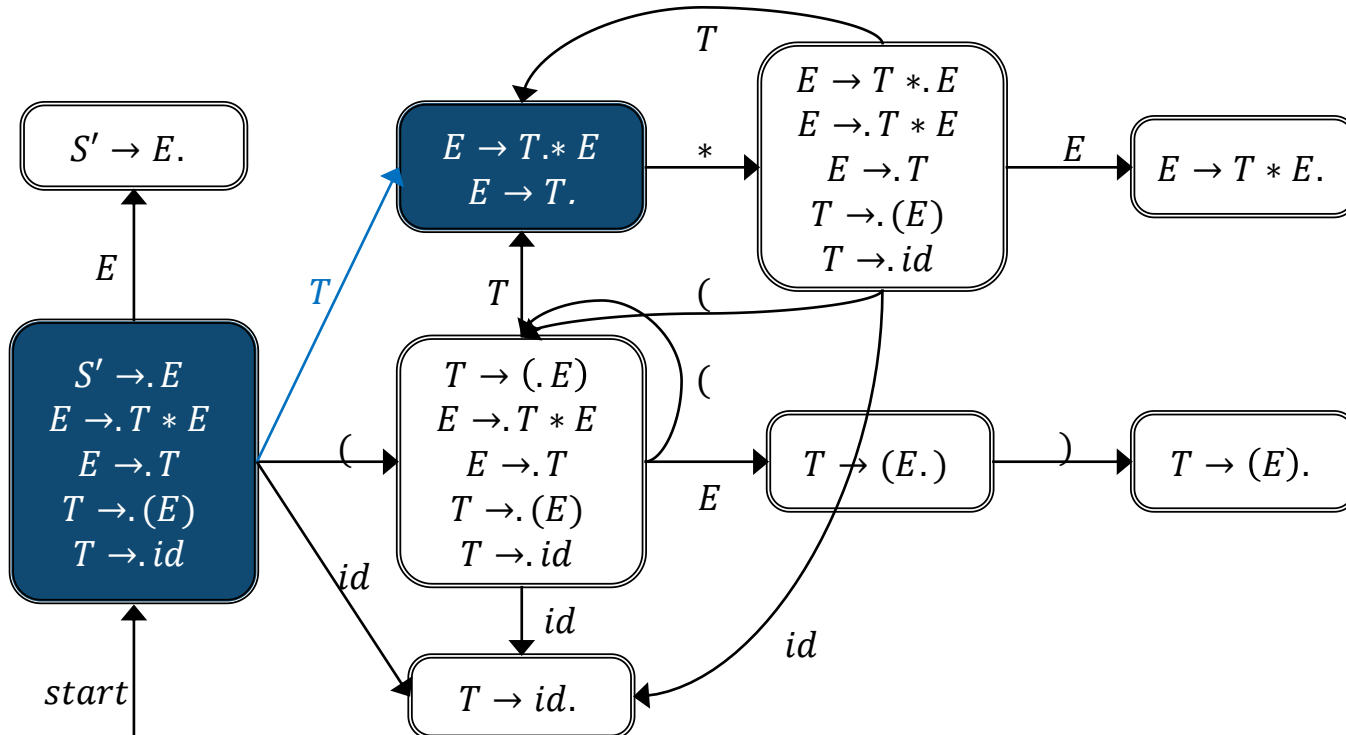 T
E → T *. E
E →. T * E
E →. T
T →. (E)
T →. id
S′ → E.
E → T.* E
E → T.
*
E
E → T * E.
E
T
T
(
S′ →. E
E →. T * E
E →. T
T →. (E)
T →. id
(
T → (. E)
E →. T * E
E →. T
T →. (E)
T →. id
(
E
T → (E.)
)
T → (E).
id
id
id
start
T → id.